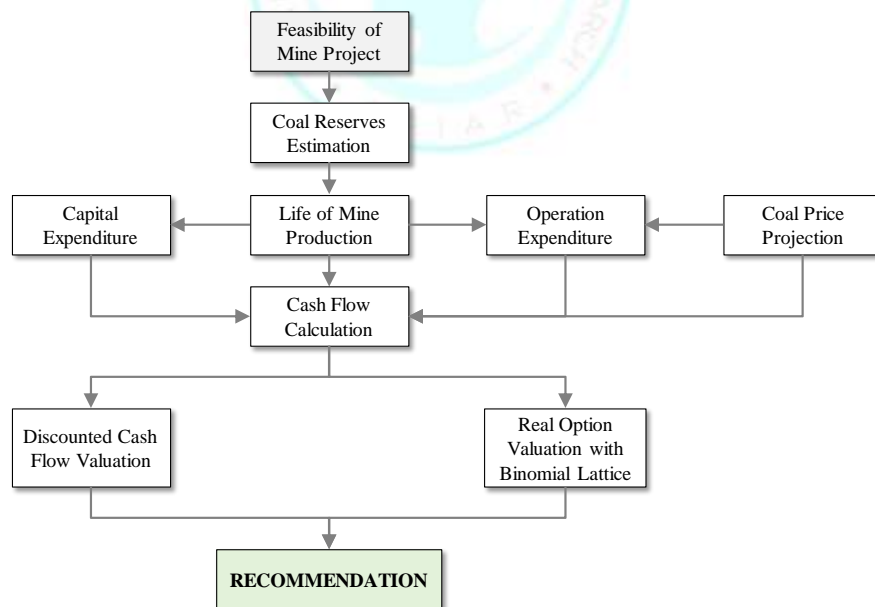 Feasibility of
Mine Project
Coal Reserves
Estimation
Capital
Expenditure
Life of Mine
Production
Operation
Expenditure
Coal Price
Projection
Cash Flow
Calculation
Discounted Cash
Flow Valuation
Real Option
Valuation with
Binomial Lattice
RECOMMENDATION